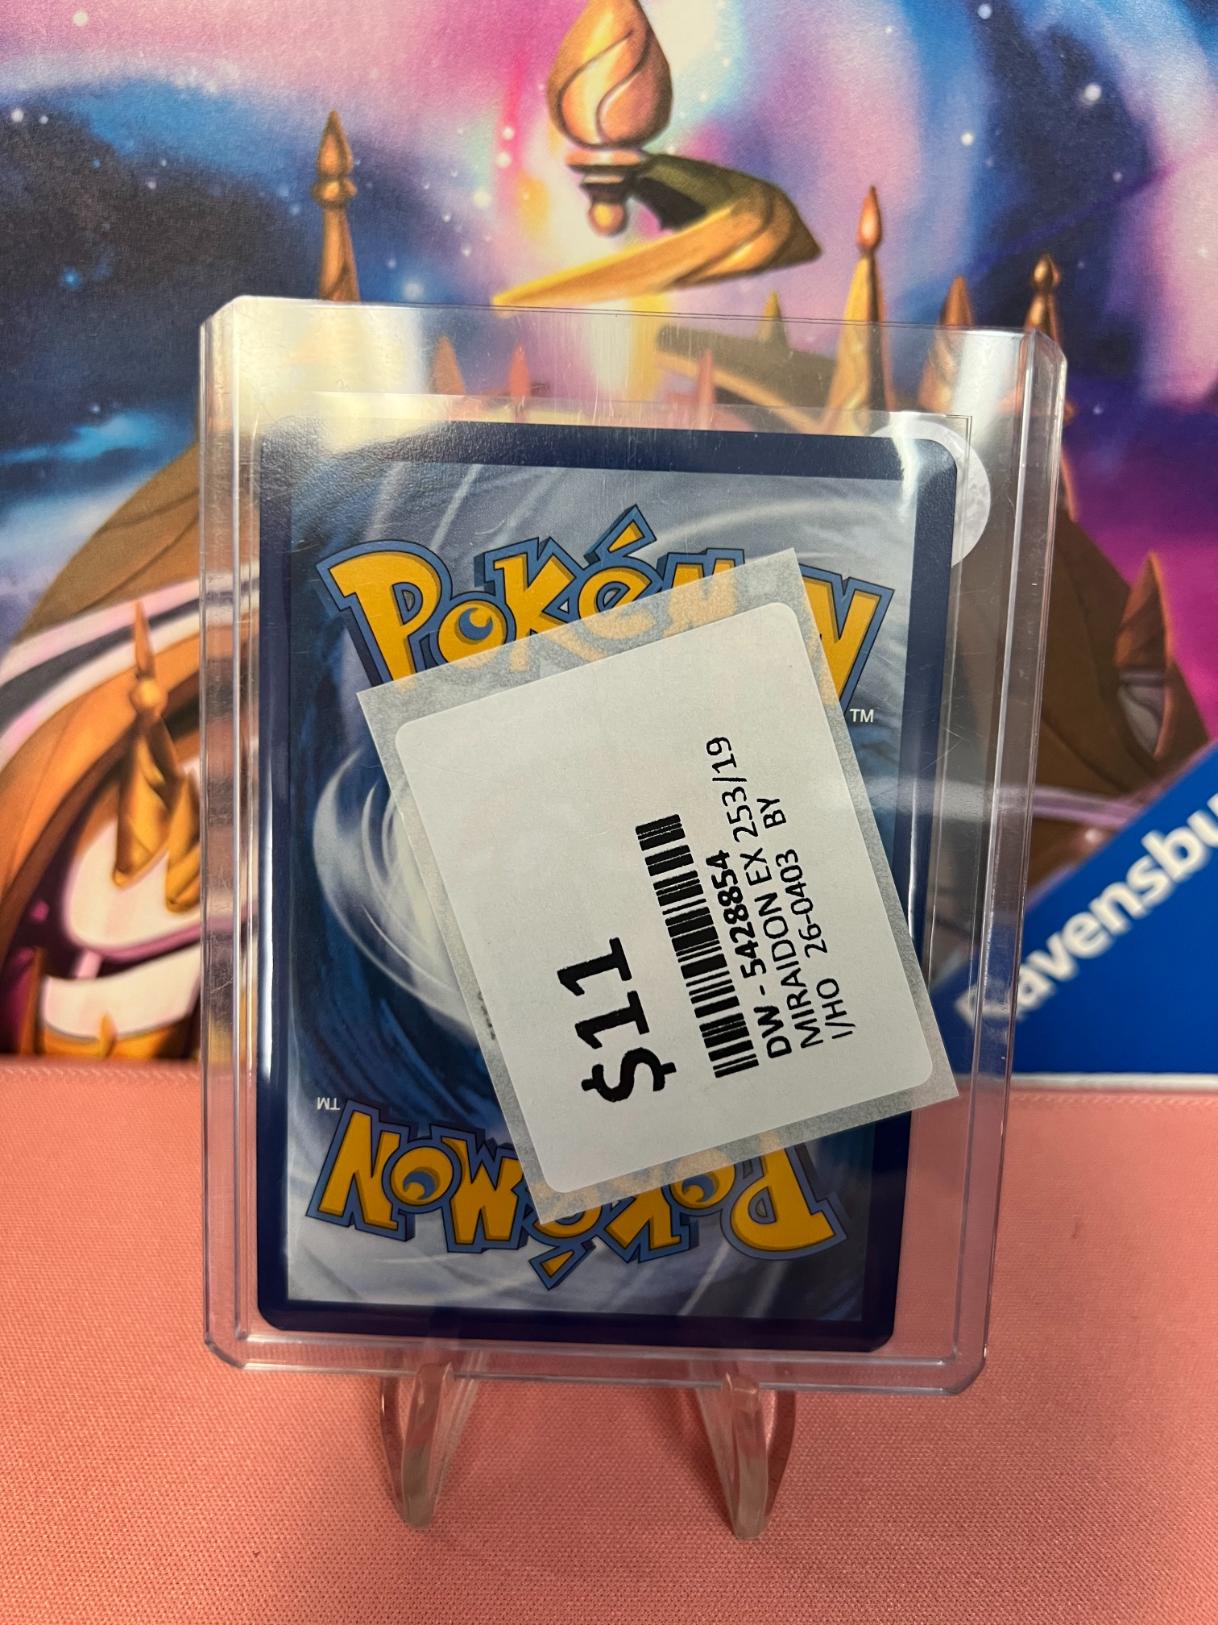 Pokémon
TM
$11
DW - 5428854
MIRAIDON EX 253/19
I/HO 26-0403 BY
Ravensbu
TM
Pokémon